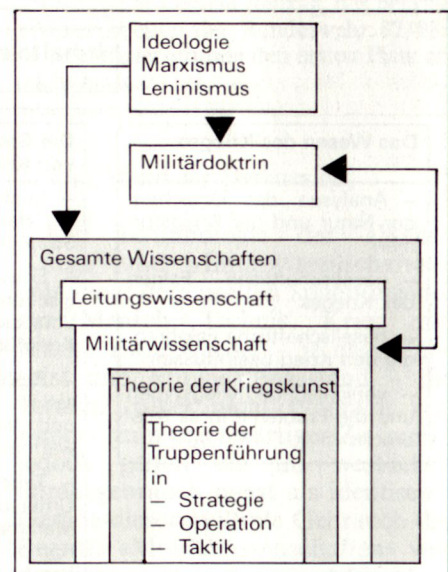 Ideologie
Marxismus
Leninismus
Militärdoktrin
Gesamte Wissenschaften
Leitungswissenschaft
Militärwissenschaft
Theorie der Kriegskunst
Theorie der
Truppenführung
in
– Strategie
– Operation
– Taktik